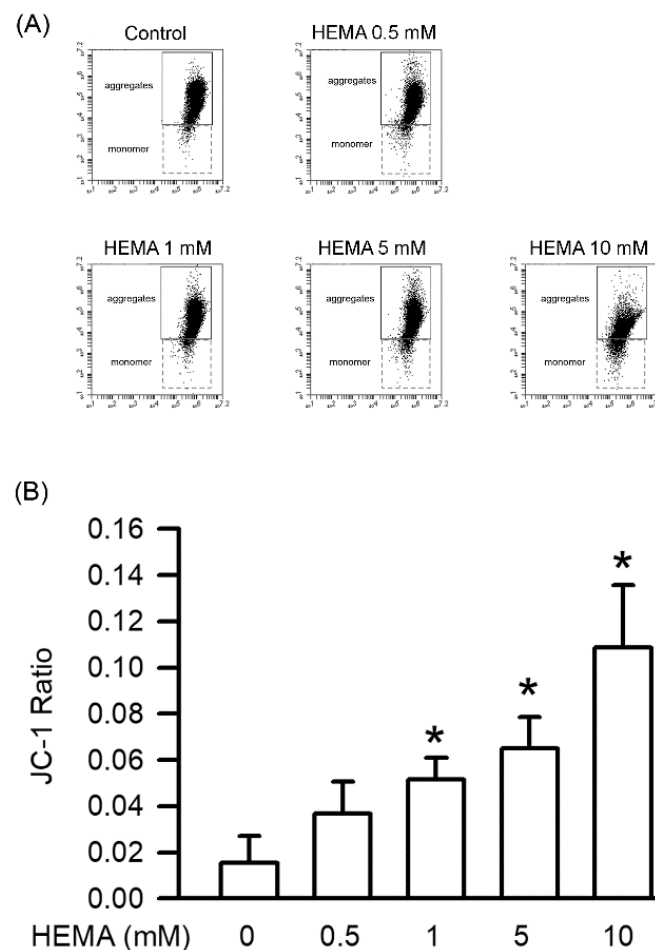 (A)
Control
HEMA 0.5 mM
aggregates
monomer
aggregates
monomer
HEMA 1 mM
HEMA 5 mM
HEMA 10 mM
aggregates
monomer
aggregates
monomer
aggregates
monomer
(B)
JC-1 Ratio
0.16
0.14
0.12
0.10
0.08
0.06
0.04
0.02
0.00
*
*
*
HEMA (mM) 0 0.5 1 5 10